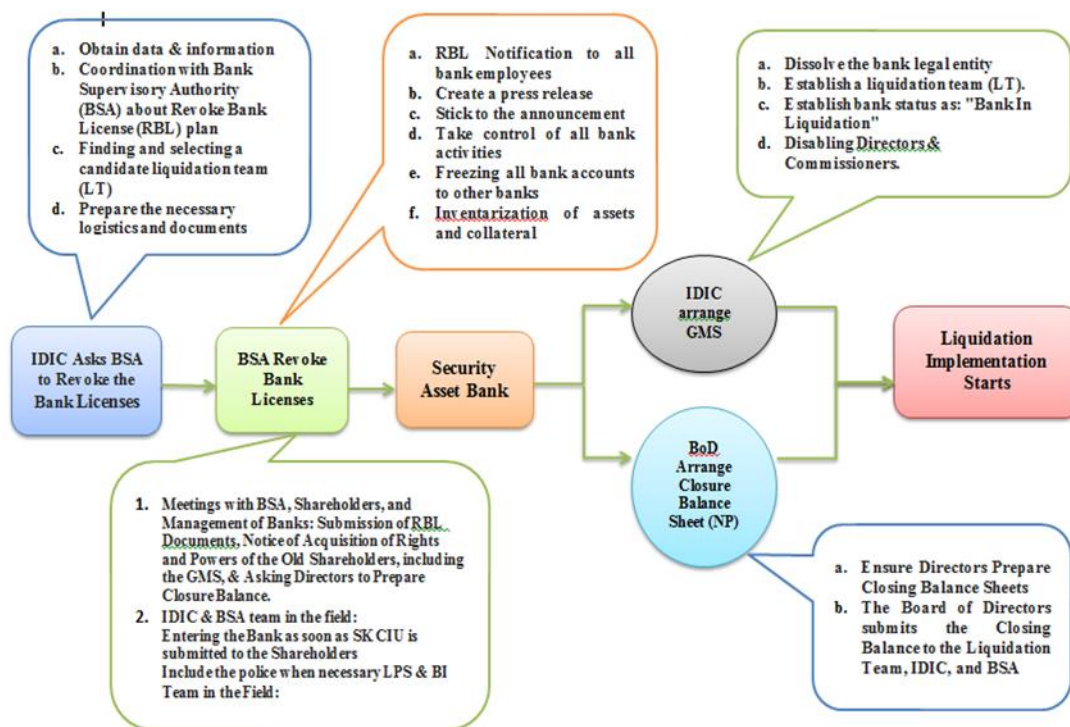 a. Obtain data & information
b. Coordination with Bank
Supervisory Authority
(BSA) about Revoke Bank
License (RBL) plan
c. Finding and selecting a
candidate liquidation team
(LT)
d. Prepare the necessary
logistics and documents
a. RBL Notification to all
bank employees
b. Create a press release
c. Stick to the announcement
d. Take control of all bank
activities
e. Freezing all bank accounts
to other banks
f. Inventarization of assets
and collateral
a. Dissolve the bank legal entity
b. Establish a liquidation team (LT).
c. Establish bank status as: "Bank In
Liquidation"
d. Disabling Directors &
Commissioners.
IDIC Asks BSA
to Revoke the
Bank Licenses
BSA Revoke
Bank
Licenses
Security
Asset Bank
IDIC
arrange
GMS
BoD
Arrange
Closure
Balance
Sheet (NP)
Liquidation
Implementation
Starts
1. Meetings with BSA, Shareholders, and
Management of Banks: Submission of RBL
Documents, Notice of Acquisition of Rights
and Powers of the Old Shareholders, including
the GMS, & Asking Directors to Prepare
Closure Balance.
2. IDIC & BSA team in the field:
Entering the Bank as soon as SK CIU is
submitted to the Shareholders
Include the police when necessary LPS & BI
Team in the Field:
a. Ensure Directors Prepare
Closing Balance Sheets
b. The Board of Directors
submits the Closing
Balance to the Liquidation
Team, IDIC, and BSA